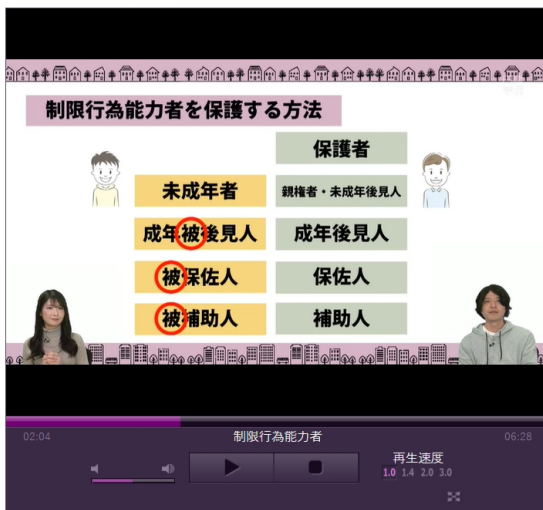 制限行為能力者を保護する方法
保護者
未成年者
親権者・未成年後見人
成年被後見人
成年後見人
被保佐人
保佐人
被補助人
補助人
02:04
制限行為能力者
06:28
再生速度
1.0 1.4 2.0 3.0